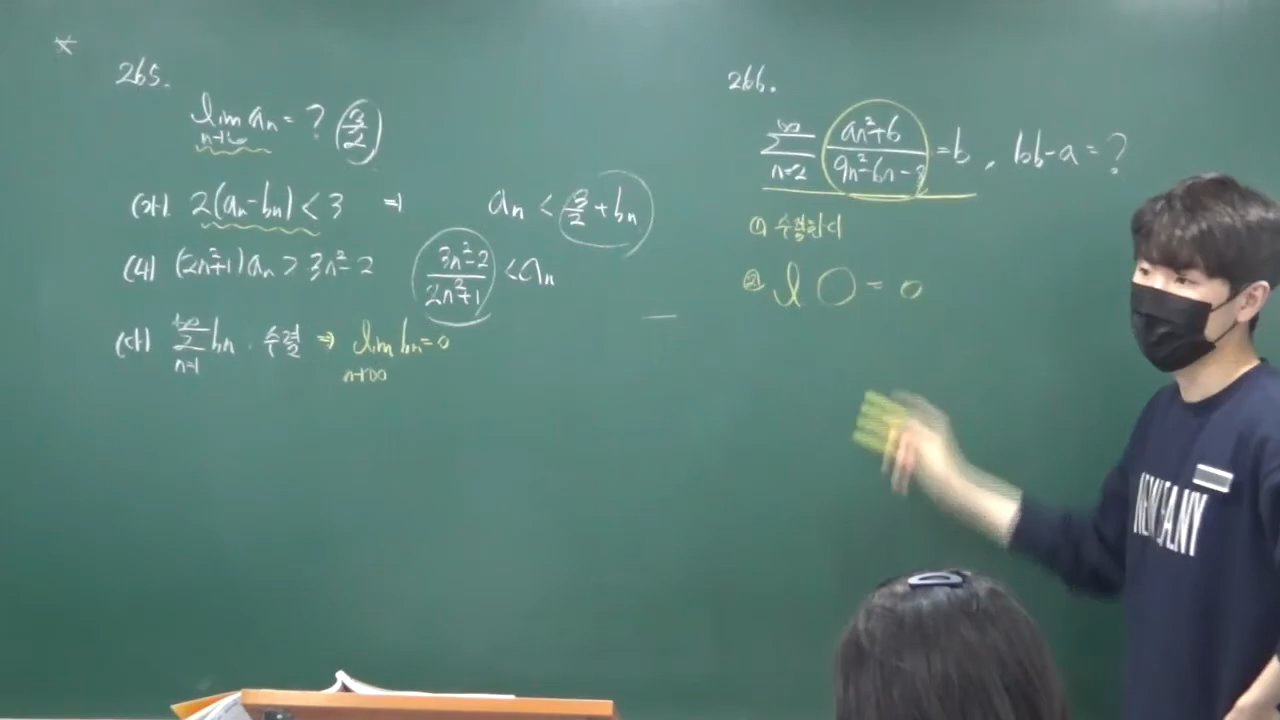 265.
lim n→∞ aₙ = ? (3/2)
(가) 2(aₙ-bₙ) < 3 ⇒ aₙ < 3/2 + bₙ
(나) (2n²+1)aₙ > 3n²-2 (3n²-2)/(2n²+1) < aₙ
(다) ∞ Σ n=1 bₙ 수렴 ⇒ lim n→∞ bₙ = 0
266.
∞ Σ n=2 (an²+6)/(9n²-6n-8) = b, bb-a = ?
① 수렴한다
② l ○ = 0